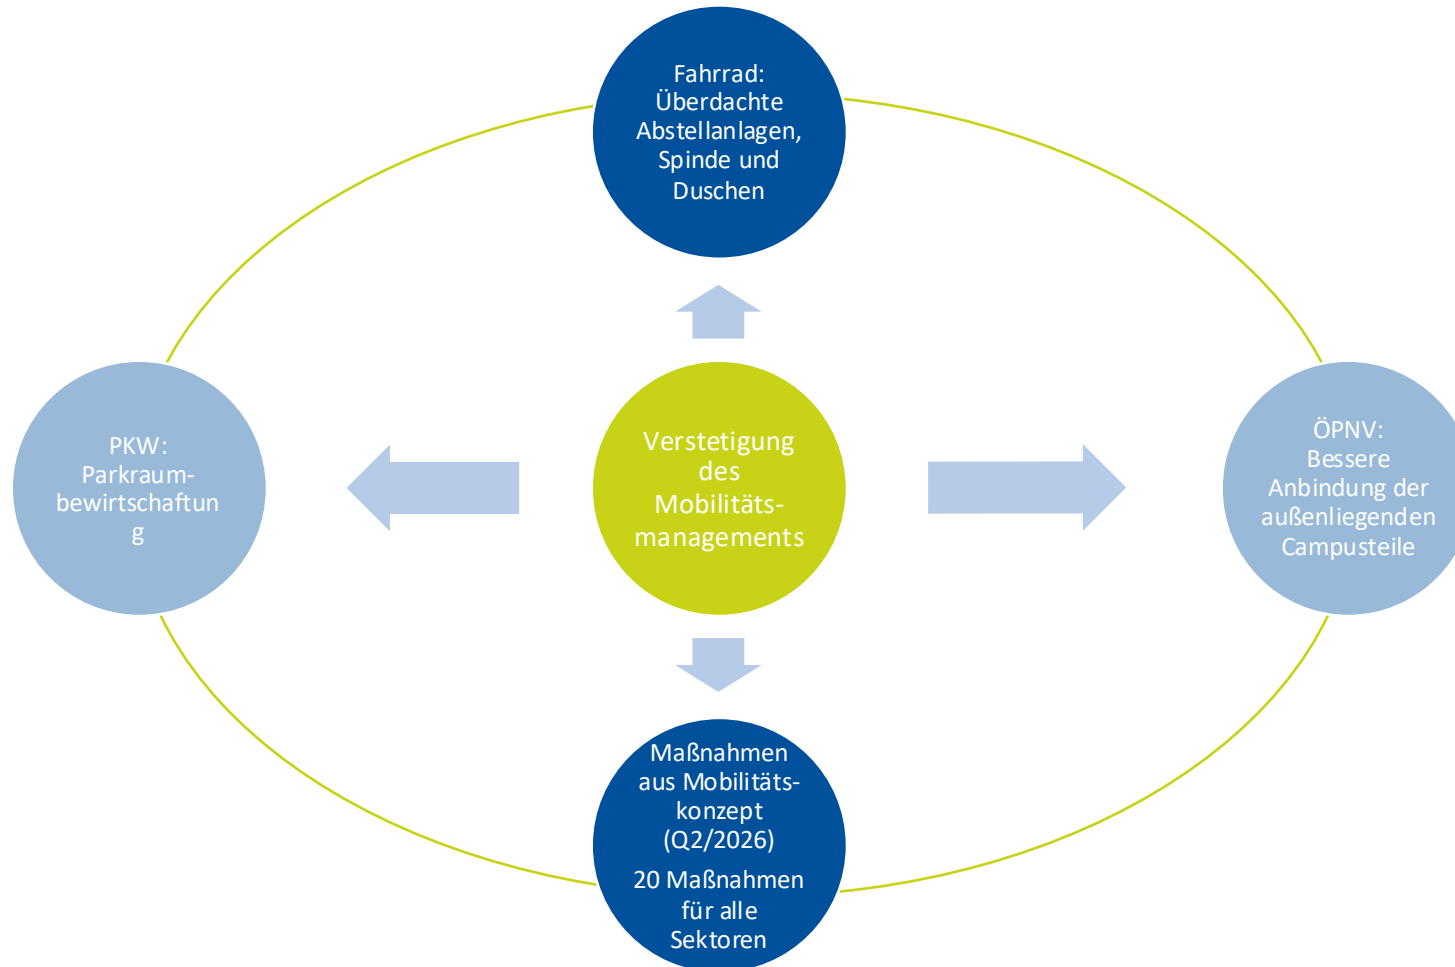 Fahrrad:
Überdachte
Abstellanlagen,
Spinde und
Duschen
PKW:
Parkraum-
bewirtschaftun
g
Verstetigung
des
Mobilitäts-
managements
ÖPNV:
Bessere
Anbindung der
außenliegenden
Campusteile
Maßnahmen
aus Mobilitäts-
konzept
(Q2/2026)
20 Maßnahmen
für alle
Sektoren